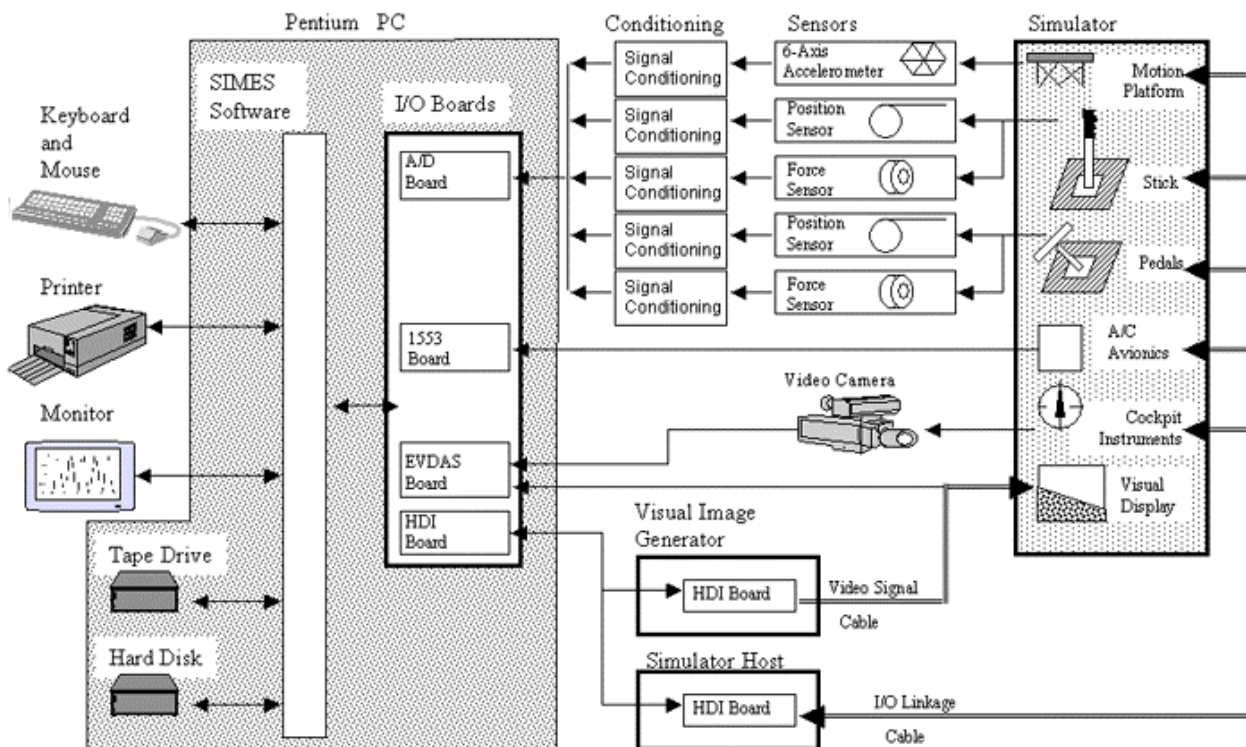 Pentium PC
Conditioning
Sensors
Simulator
SIMES
Software
I/O Boards
Keyboard
and
Mouse
Printer
Monitor
Tape Drive
Hard Disk
A/D
Board
1553
Board
EVDAS
Board
HDI
Board
Signal
Conditioning
Signal
Conditioning
Signal
Conditioning
Signal
Conditioning
Signal
Conditioning
6-Axis
Accelerometer
Position
Sensor
Force
Sensor
Position
Sensor
Force
Sensor
Motion
Platform
Stick
Pedals
A/C
Avionics
Cockpit
Instruments
Visual
Display
Video Camera
Visual Image
Generator
HDI Board
Video Signal
Cable
Simulator Host
HDI Board
I/O Linkage
Cable